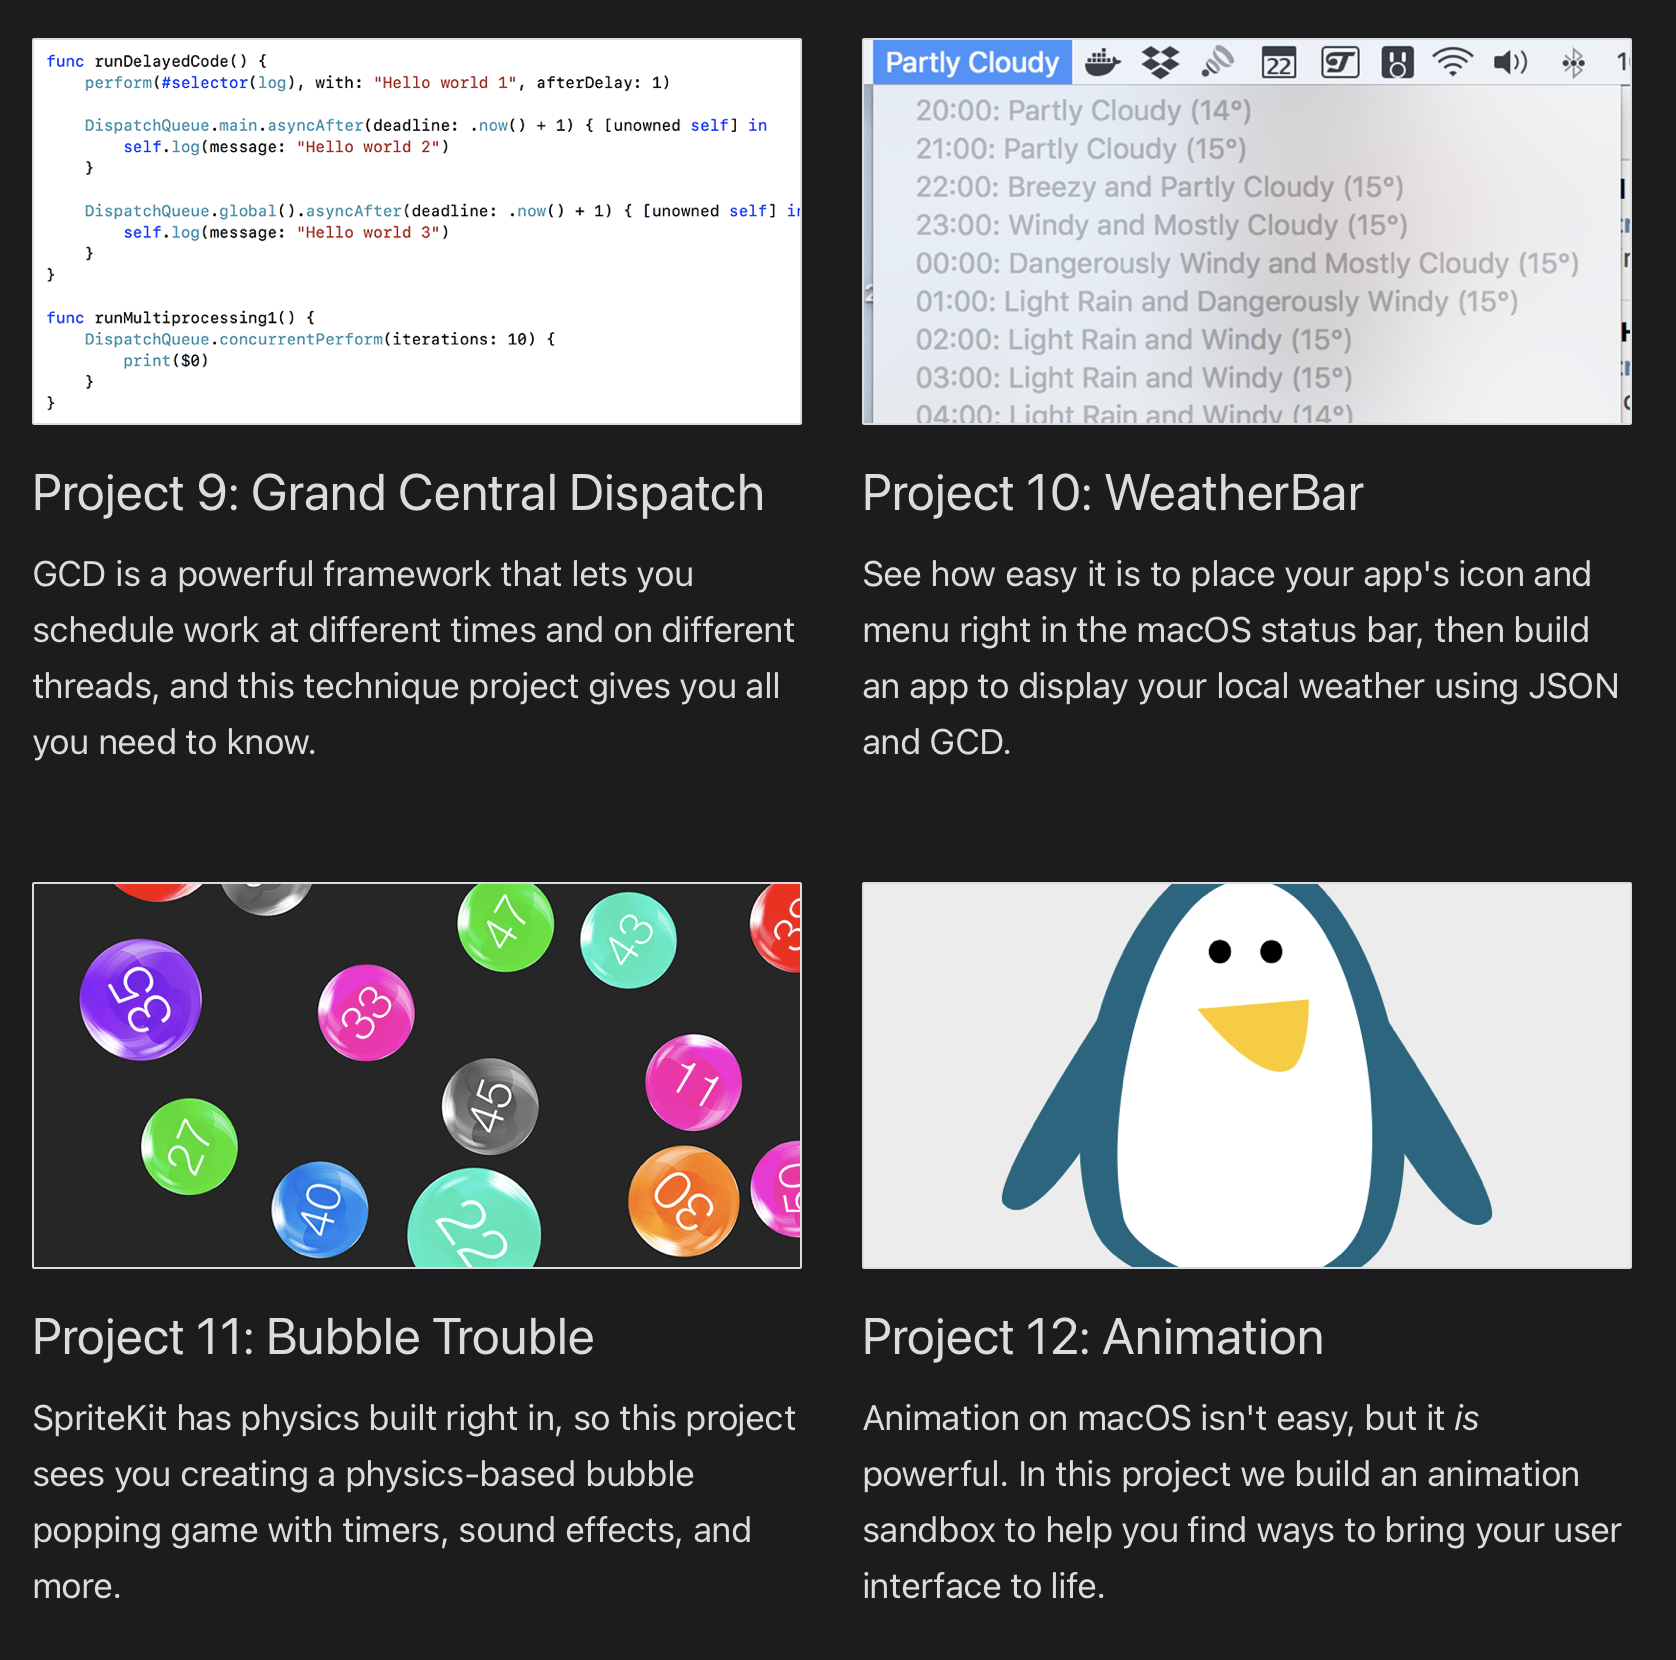 func runDelayedCode() {
perform(#selector(log), with: "Hello world 1", afterDelay: 1)
DispatchQueue.main.asyncAfter(deadline: .now() + 1) { [unowned self] in
self.log(message: "Hello world 2")
}
DispatchQueue.global().asyncAfter(deadline: .now() + 1) { [unowned self] in
self.log(message: "Hello world 3")
}
}
func runMultiprocessing1() {
DispatchQueue.concurrentPerform(iterations: 10) {
print($0)
}
}
Partly Cloudy
22
20:00: Partly Cloudy (14°)
21:00: Partly Cloudy (15°)
22:00: Breezy and Partly Cloudy (15°)
23:00: Windy and Mostly Cloudy (15°)
00:00: Dangerously Windy and Mostly Cloudy (15°)
01:00: Light Rain and Dangerously Windy (15°)
02:00: Light Rain and Windy (15°)
03:00: Light Rain and Windy (15°)
04:00: Light Rain and Windy (14°)
Project 9: Grand Central Dispatch
GCD is a powerful framework that lets you
schedule work at different times and on different
threads, and this technique project gives you all
you need to know.
Project 10: WeatherBar
See how easy it is to place your app's icon and
menu right in the macOS status bar, then build
an app to display your local weather using JSON
and GCD.
47
43
35
33
45
11
27
40
22
30
50
Project 11: Bubble Trouble
SpriteKit has physics built right in, so this project
sees you creating a physics-based bubble
popping game with timers, sound effects, and
more.
Project 12: Animation
Animation on macOS isn't easy, but it is
powerful. In this project we build an animation
sandbox to help you find ways to bring your user
interface to life.